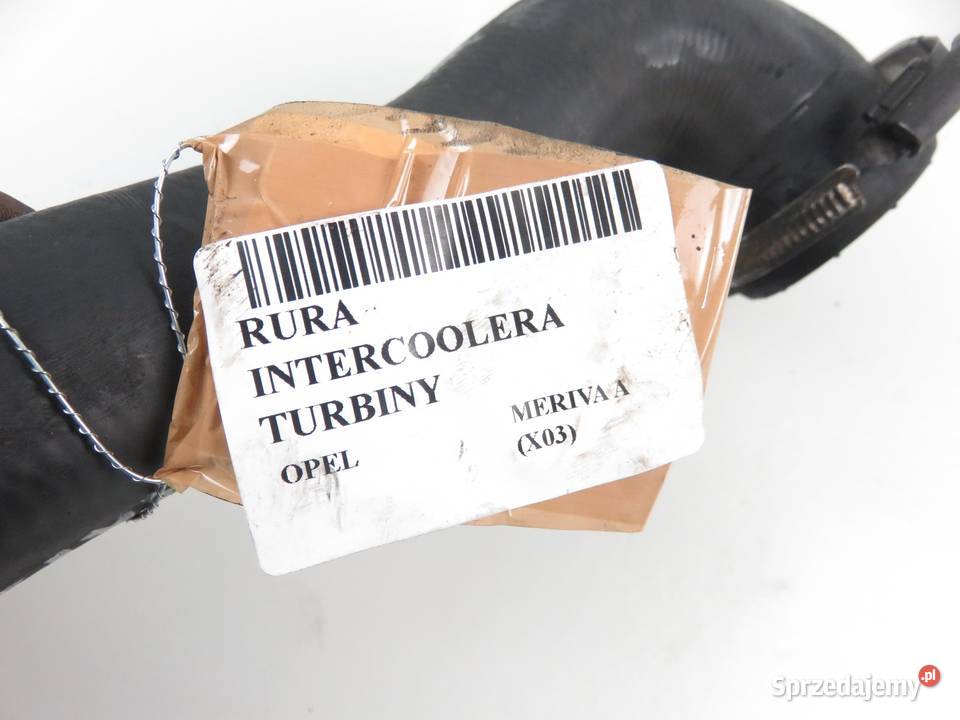 RURA
INTERCOOLERA
TURBINY
OPEL
MERIVA A
(X03)
Sprzedajemy.pl